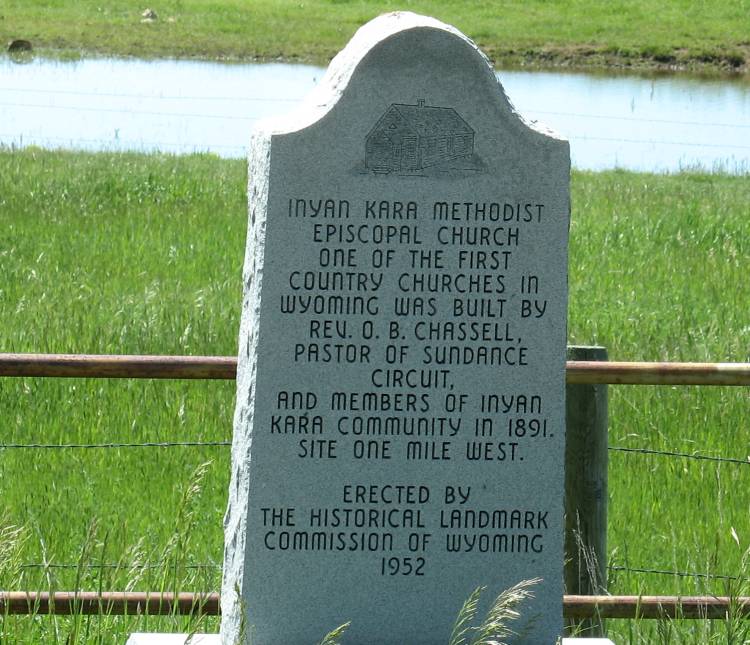 INYAN KARA METHODIST
EPISCOPAL CHURCH
ONE OF THE FIRST
COUNTRY CHURCHES IN
WYOMING WAS BUILT BY
REV. O. B. CHASSELL,
PASTOR OF SUNDANCE
CIRCUIT,
AND MEMBERS OF INYAN
KARA COMMUNITY IN 1891.
SITE ONE MILE WEST.
ERECTED BY
THE HISTORICAL LANDMARK
COMMISSION OF WYOMING
1952